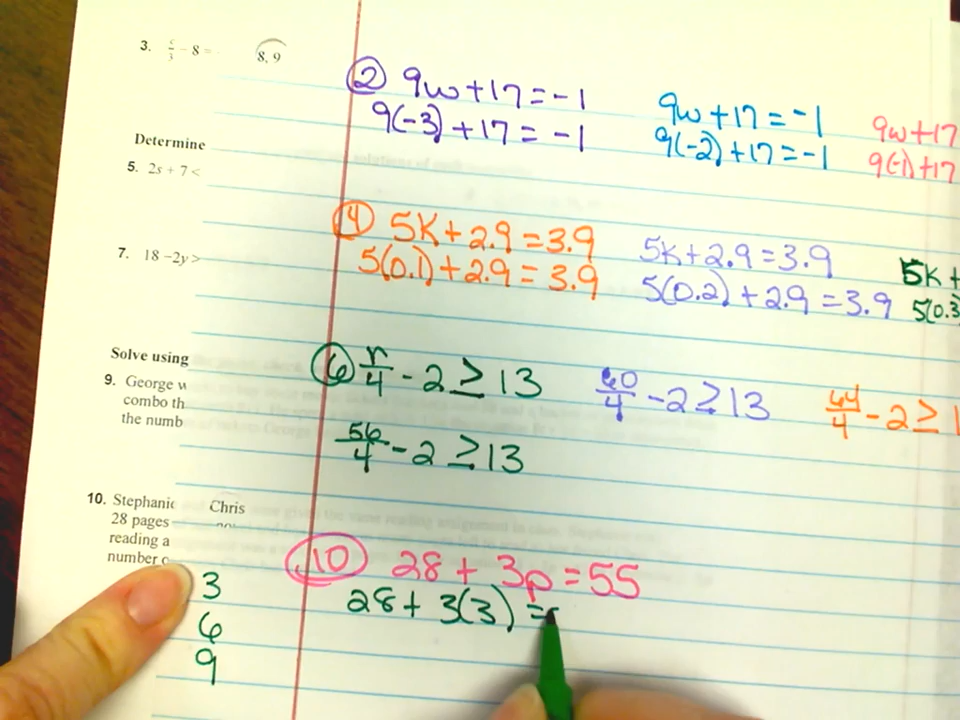 3. c/3 - 8 =
8, 9
② 9w + 17 = -1
9(-3) + 17 = -1
9w + 17 = -1
9(-2) + 17 = -1
9w + 17
9(-1) + 17
Determine
5. 2s + 7 <
④ 5K + 2.9 = 3.9
5(0.1) + 2.9 = 3.9
5K + 2.9 = 3.9
5(0.2) + 2.9 = 3.9
5K +
5(0.3)
7. 18 - 2y >
Solve using
9. George w
combo th
the numb
⑥ r/4 - 2 ≥ 13
56/4 - 2 ≥ 13
60/4 - 2 ≥ 13
64/4 - 2 ≥ 1
10. Stephanie
28 pages
reading a
number o
Chris
3
6
9
10 28 + 3p = 55
28 + 3(3) =